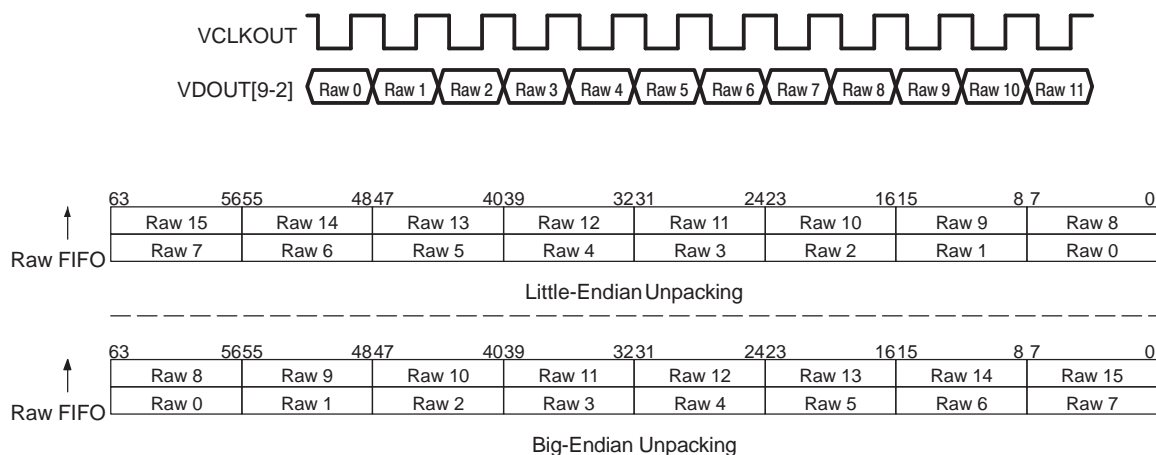 VCLKOUT
VDOUT[9-2] Raw 0 Raw 1 Raw 2 Raw 3 Raw 4 Raw 5 Raw 6 Raw 7 Raw 8 Raw 9 Raw 10 Raw 11
63 5655 4847 4039 3231 2423 1615 8 7 0
Raw 15 Raw 14 Raw 13 Raw 12 Raw 11 Raw 10 Raw 9 Raw 8
Raw FIFO Raw 7 Raw 6 Raw 5 Raw 4 Raw 3 Raw 2 Raw 1 Raw 0
Little-Endian Unpacking
63 5655 4847 4039 3231 2423 1615 8 7 0
Raw 8 Raw 9 Raw 10 Raw 11 Raw 12 Raw 13 Raw 14 Raw 15
Raw FIFO Raw 0 Raw 1 Raw 2 Raw 3 Raw 4 Raw 5 Raw 6 Raw 7
Big-Endian Unpacking